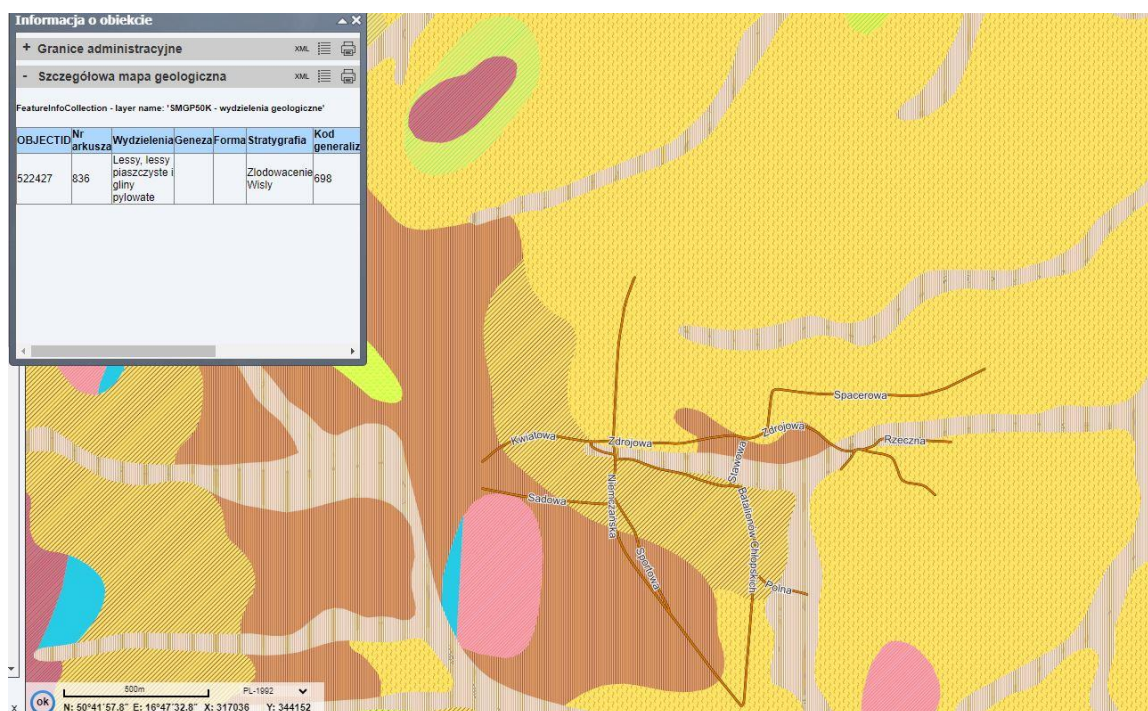 Informacja o obiekcie
+ Granice administracyjne XML
- Szczegółowa mapa geologiczna XML
FeatureInfoCollection - layer name: 'SMGP50K - wydzielenia geologiczne'
OBJECTID Nr arkusza Wydzielenia Geneza Forma Stratygrafia Kod generaliz
522427 836 Lessy, lessy piaszczyste i gliny pylowate Zlodowacenie Wisly 698
Spacerowa
Kwiatowa
Zdrojowa
Zdrojowa
Rzeczna
Stawowa
Sadowa
Niemczańska
Batalionów Chłopskich
Sportowa
Polna
500m
PL-1992
ok
N: 50°41'57.8" E: 16°47'32.8" X: 317036 Y: 344152
x